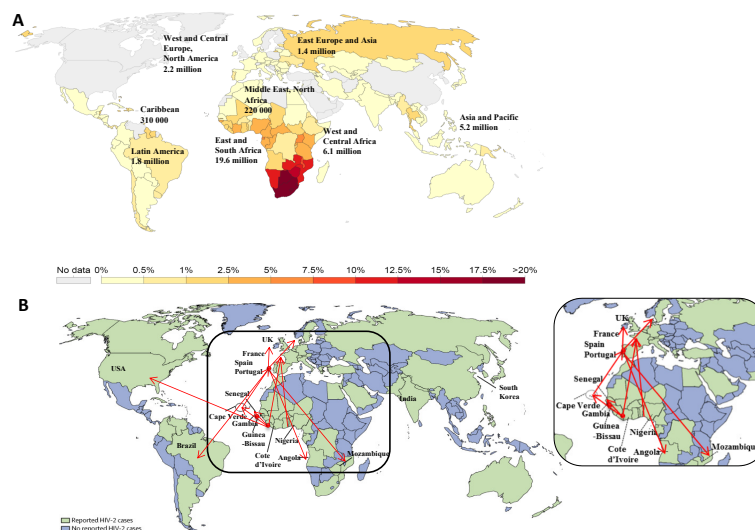 A
West and Central
Europe,
North America
2.2 million
East Europe and Asia
1.4 million
Middle East, North
Africa
220 000
Caribbean
310 000
West and
Central Africa
6.1 million
Asia and Pacific
5.2 million
East and
South Africa
19.6 million
Latin America
1.8 million
No data 0% 0.5% 1% 5% 7.5% 10% 12.5% 15% 17.5% >20%
B
UK
France
Spain
Portugal
USA
Senegal
Cape Verde
Gambia
Guinea
-Bissau
Nigeria
Cote
d'Ivoire
Angola
Mozambique
Brazil
India
South
Korea
UK
France
Spain
Portugal
Senegal
Cape Verde
Gambia
Guinea
-Bissau
Nigeria
Cote
d'Ivoire
Angola
Mozambique
Reported HIV-2 cases
No reported HIV-2 cases